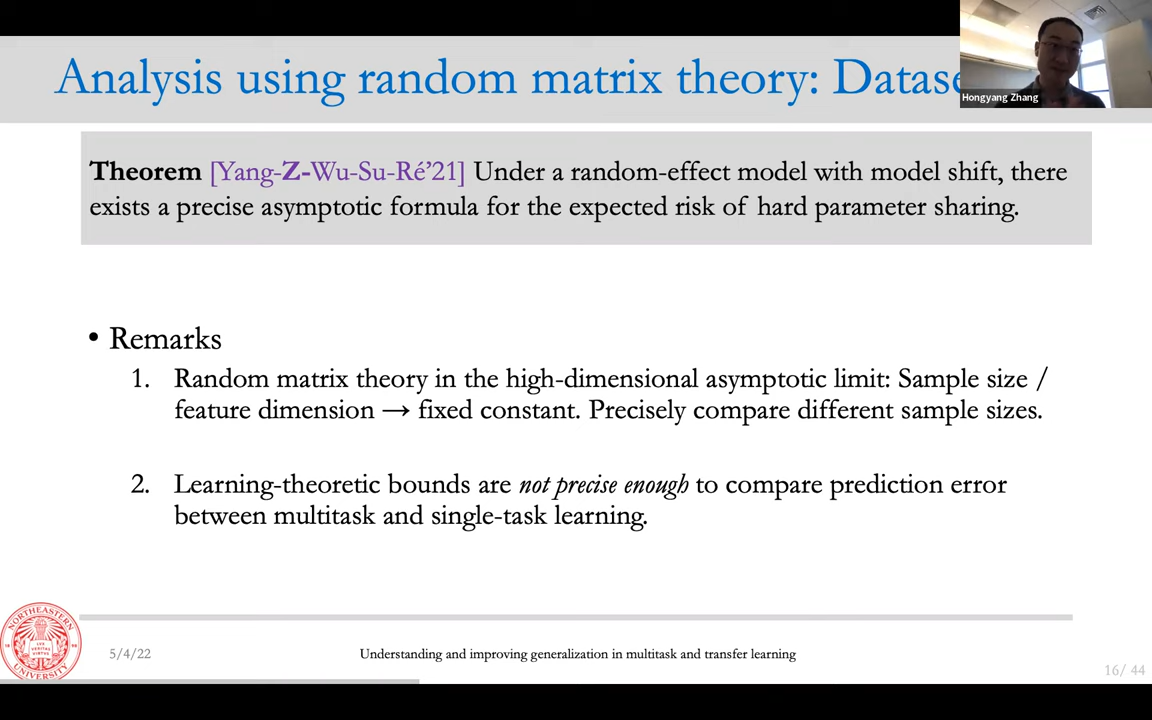 Analysis using random matrix theory: Datase
Hongyang Zhang
Theorem [Yang-Z-Wu-Su-Ré’21] Under a random-effect model with model shift, there
exists a precise asymptotic formula for the expected risk of hard parameter sharing.
• Remarks
1. Random matrix theory in the high-dimensional asymptotic limit: Sample size /
feature dimension → fixed constant. Precisely compare different sample sizes.
2. Learning-theoretic bounds are not precise enough to compare prediction error
between multitask and single-task learning.
NORTHEASTERN
UNIVERSITY
5/4/22
Understanding and improving generalization in multitask and transfer learning
16/ 44